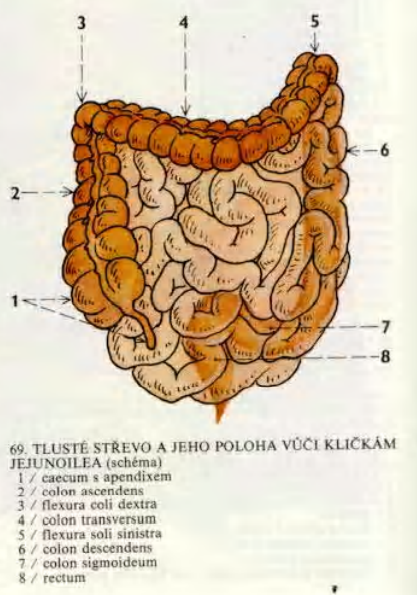 3 4 5
6
2
1
7
8
69. TLUSTÉ STŘEVO A JEHO POLOHA VŮČI KLIČKÁM
JEJUNOILEA (schéma)
1 / caecum s apendixem
2 / colon ascendens
3 / flexura coli dextra
4 / colon transversum
5 / flexura soli sinistra
6 / colon descendens
7 / colon sigmoideum
8 / rectum